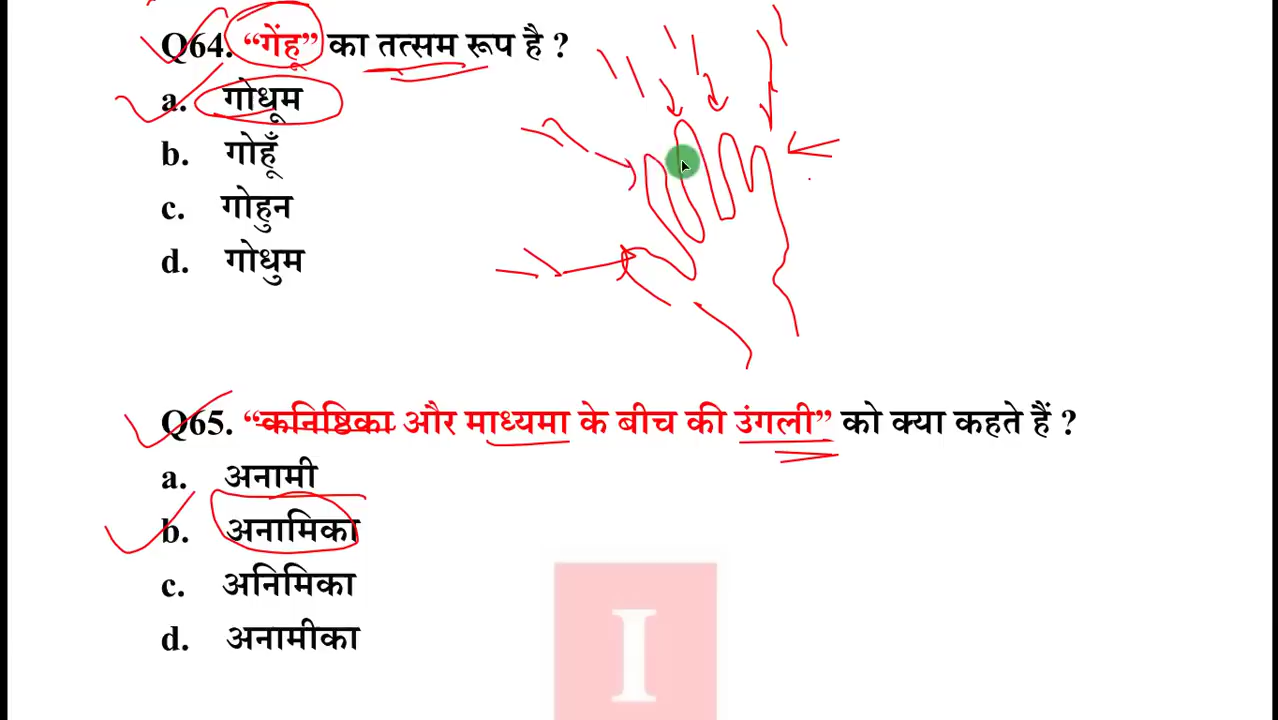 Q64. “गेंहू” का तत्सम रूप है ?
a. गोधूम
b. गोहूँ
c. गोहुन
d. गोधुम
Q65. “कनिष्ठिका और माध्यमा के बीच की उंगली” को क्या कहते हैं ?
a. अनामी
b. अनामिका
c. अनिमिका
d. अनामीका
I